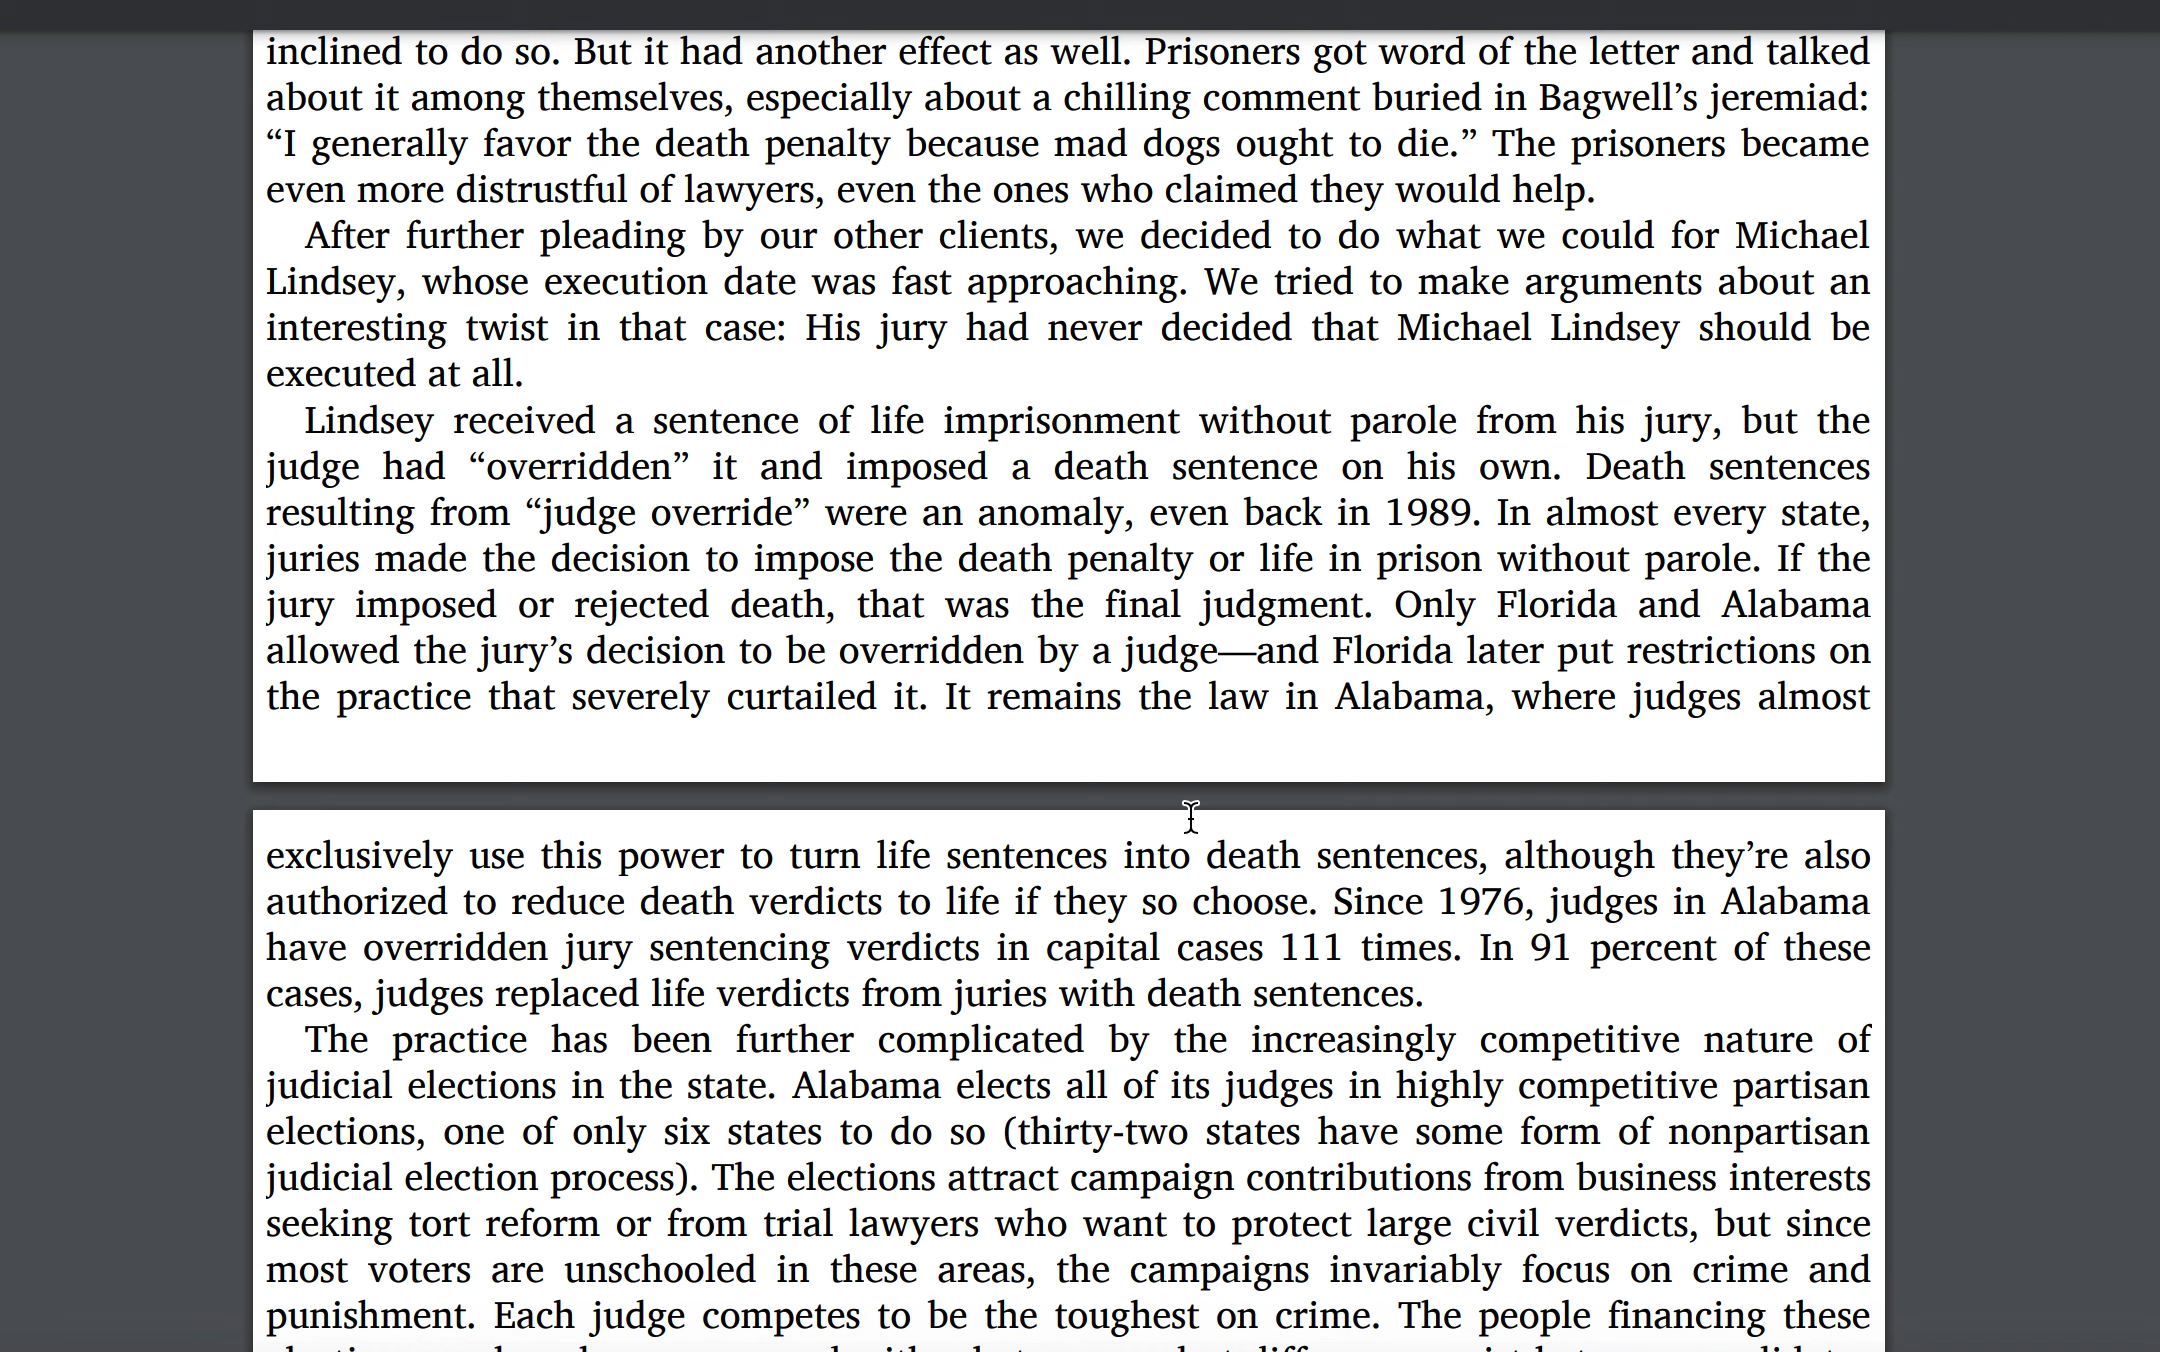 inclined to do so. But it had another effect as well. Prisoners got word of the letter and talked
about it among themselves, especially about a chilling comment buried in Bagwell’s jeremiad:
“I generally favor the death penalty because mad dogs ought to die.” The prisoners became
even more distrustful of lawyers, even the ones who claimed they would help.
After further pleading by our other clients, we decided to do what we could for Michael
Lindsey, whose execution date was fast approaching. We tried to make arguments about an
interesting twist in that case: His jury had never decided that Michael Lindsey should be
executed at all.
Lindsey received a sentence of life imprisonment without parole from his jury, but the
judge had “overridden” it and imposed a death sentence on his own. Death sentences
resulting from “judge override” were an anomaly, even back in 1989. In almost every state,
juries made the decision to impose the death penalty or life in prison without parole. If the
jury imposed or rejected death, that was the final judgment. Only Florida and Alabama
allowed the jury’s decision to be overridden by a judge—and Florida later put restrictions on
the practice that severely curtailed it. It remains the law in Alabama, where judges almost
exclusively use this power to turn life sentences into death sentences, although they’re also
authorized to reduce death verdicts to life if they so choose. Since 1976, judges in Alabama
have overridden jury sentencing verdicts in capital cases 111 times. In 91 percent of these
cases, judges replaced life verdicts from juries with death sentences.
The practice has been further complicated by the increasingly competitive nature of
judicial elections in the state. Alabama elects all of its judges in highly competitive partisan
elections, one of only six states to do so (thirty-two states have some form of nonpartisan
judicial election process). The elections attract campaign contributions from business interests
seeking tort reform or from trial lawyers who want to protect large civil verdicts, but since
most voters are unschooled in these areas, the campaigns invariably focus on crime and
punishment. Each judge competes to be the toughest on crime. The people financing these